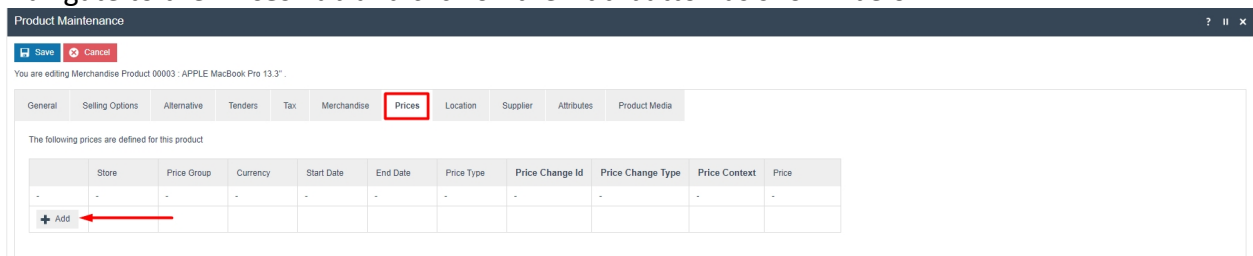 Product Maintenance ? II ×
Save Cancel
You are editing Merchandise Product 00003 : APPLE MacBook Pro 13.3" .
General Selling Options Alternative Tenders Tax Merchandise Prices Location Supplier Attributes Product Media
The following prices are defined for this product
Store Price Group Currency Start Date End Date Price Type Price Change Id Price Change Type Price Context Price
- - - - - - - - - - -
+ Add